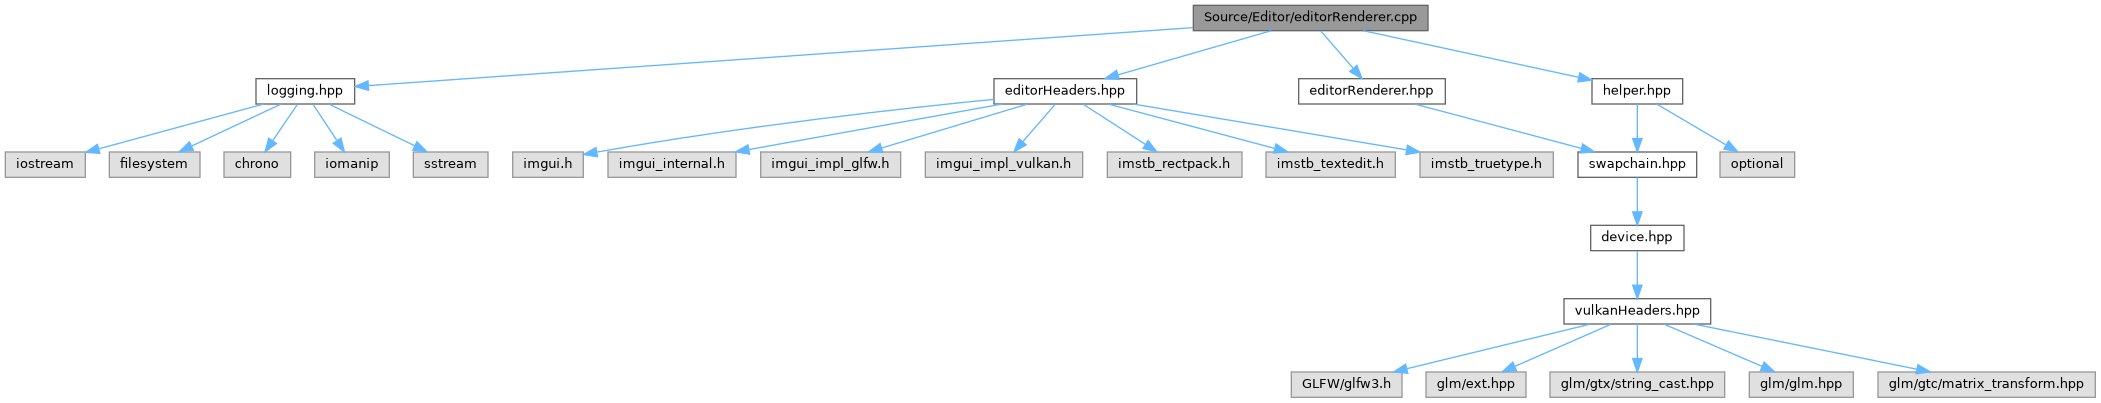 Source/Editor/editorRenderer.cpp
logging.hpp
editorHeaders.hpp
editorRenderer.hpp
helper.hpp
iostream
filesystem
chrono
iomanip
sstream
imgui.h
imgui_internal.h
imgui_impl_glfw.h
imgui_impl_vulkan.h
imstb_rectpack.h
imstb_textedit.h
imstb_truetype.h
swapchain.hpp
optional
device.hpp
vulkanHeaders.hpp
GLFW/glfw3.h
glm/ext.hpp
glm/gtx/string_cast.hpp
glm/glm.hpp
glm/gtc/matrix_transform.hpp